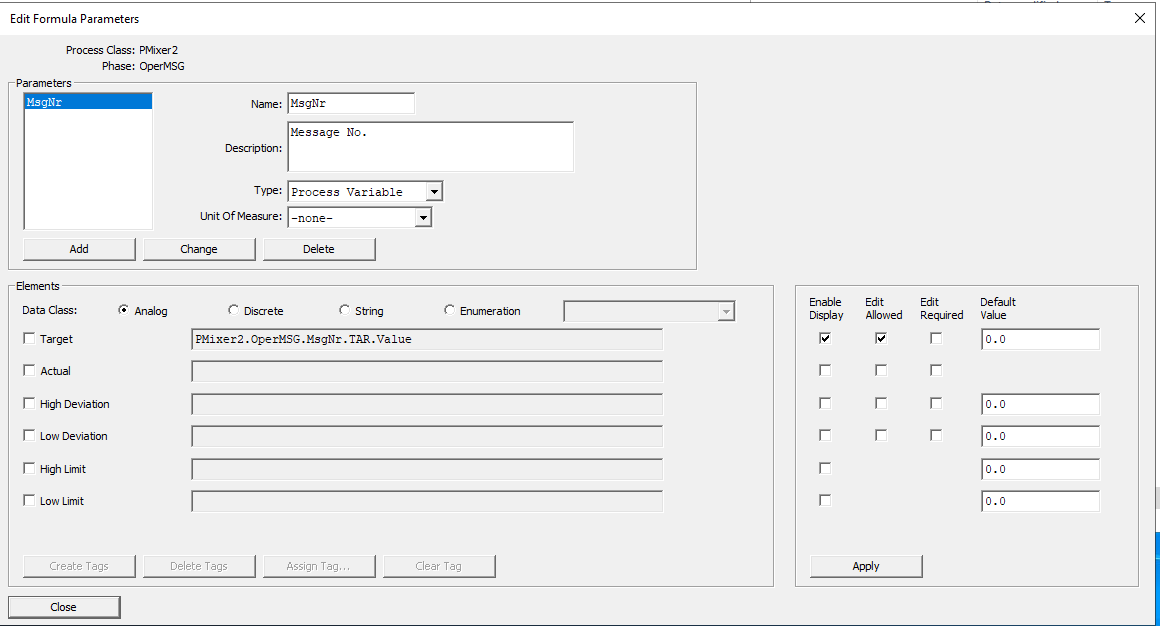 Edit Formula Parameters
Process Class: PMixer2
Phase: OperMSG
Parameters
MsgNr
Name: MsgNr
Description: Message No.
Type: Process Variable
Unit Of Measure: -none-
Add Change Delete
Elements
Data Class: Analog Discrete String Enumeration
Enable Display Edit Allowed Edit Required Default Value
Target PMixer2.OperMSG.MsgNr.TAR.Value 0.0
Actual
High Deviation 0.0
Low Deviation 0.0
High Limit 0.0
Low Limit 0.0
Create Tags Delete Tags Assign Tag... Clear Tag Apply
Close